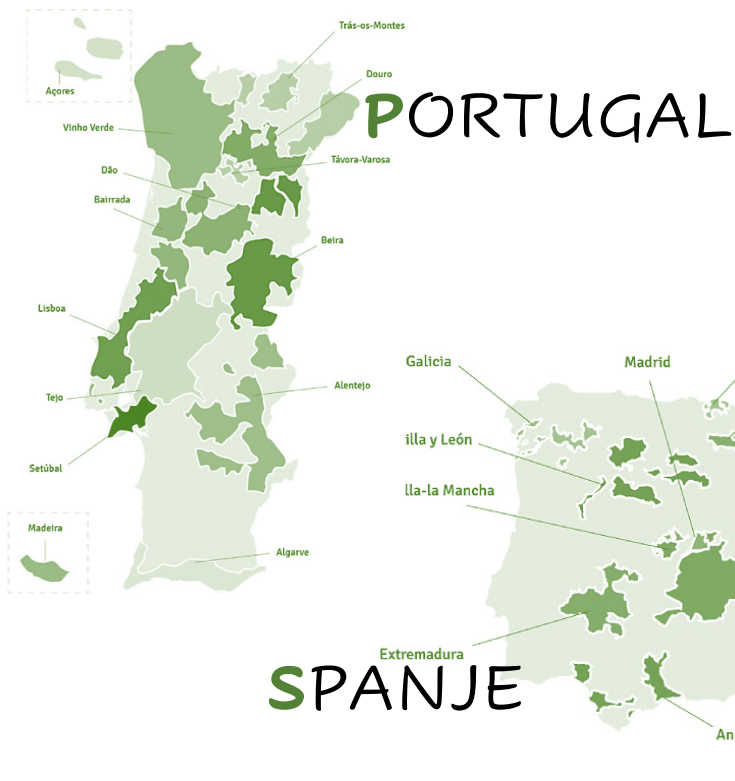 Trás-os-Montes
Açores
Douro
PORTUGAL
Vinho Verde
Távora-Varosa
Dão
Bairrada
Beira
Lisboa
Galicia
Madrid
Alentejo
Tejo
illa y León
Setúbal
lla-la Mancha
Madeira
Algarve
Extremadura
SPANJE
An